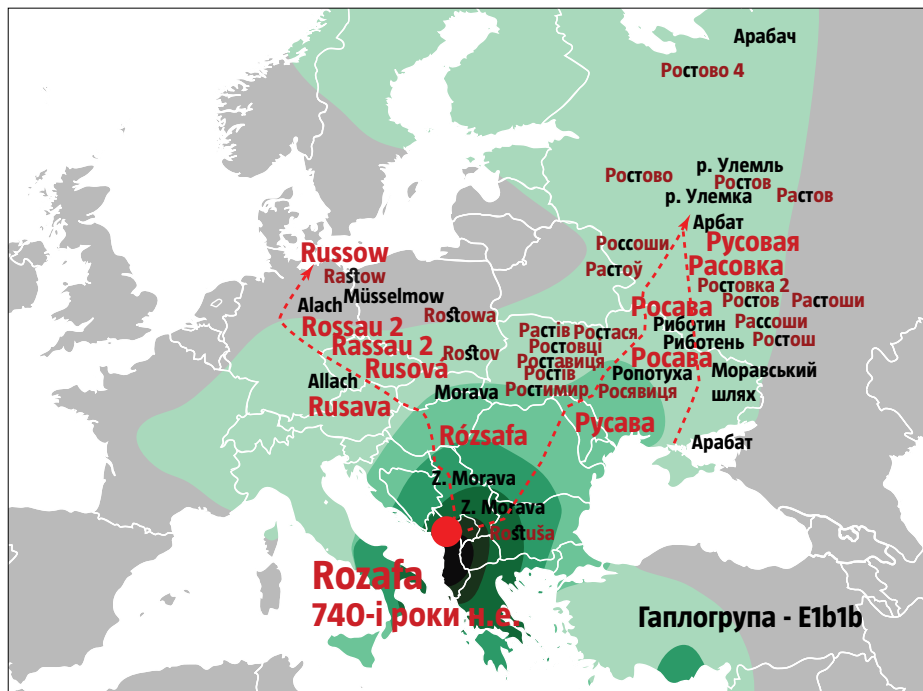 Арабач
Ростово 4
р. Улемль
Ростово
Ростов
р. Улемка
Растов
Арбат
Russow
Россоши
Русовая
Rastow
Растоў
Расовка
Müsselmow
Ростовка 2
Alach
Ростов
Растоши
Rostowa
Росава
Rossau 2
Растів
Ростася
Риботин
Рассоши
Rassau 2
Ростовці
Риботень
Ростош
Rostov
Роставиця
Росава
Rusová
Ростів
Ропотуха
Моравський
шлях
Allach
Morava
Ростимир
Росявиця
Rusava
Русава
Rózsafa
Арабат
Z. Morava
Z. Morava
Rostuša
Rozafa
740-і роки н.е.
Гаплогрупа - E1b1b